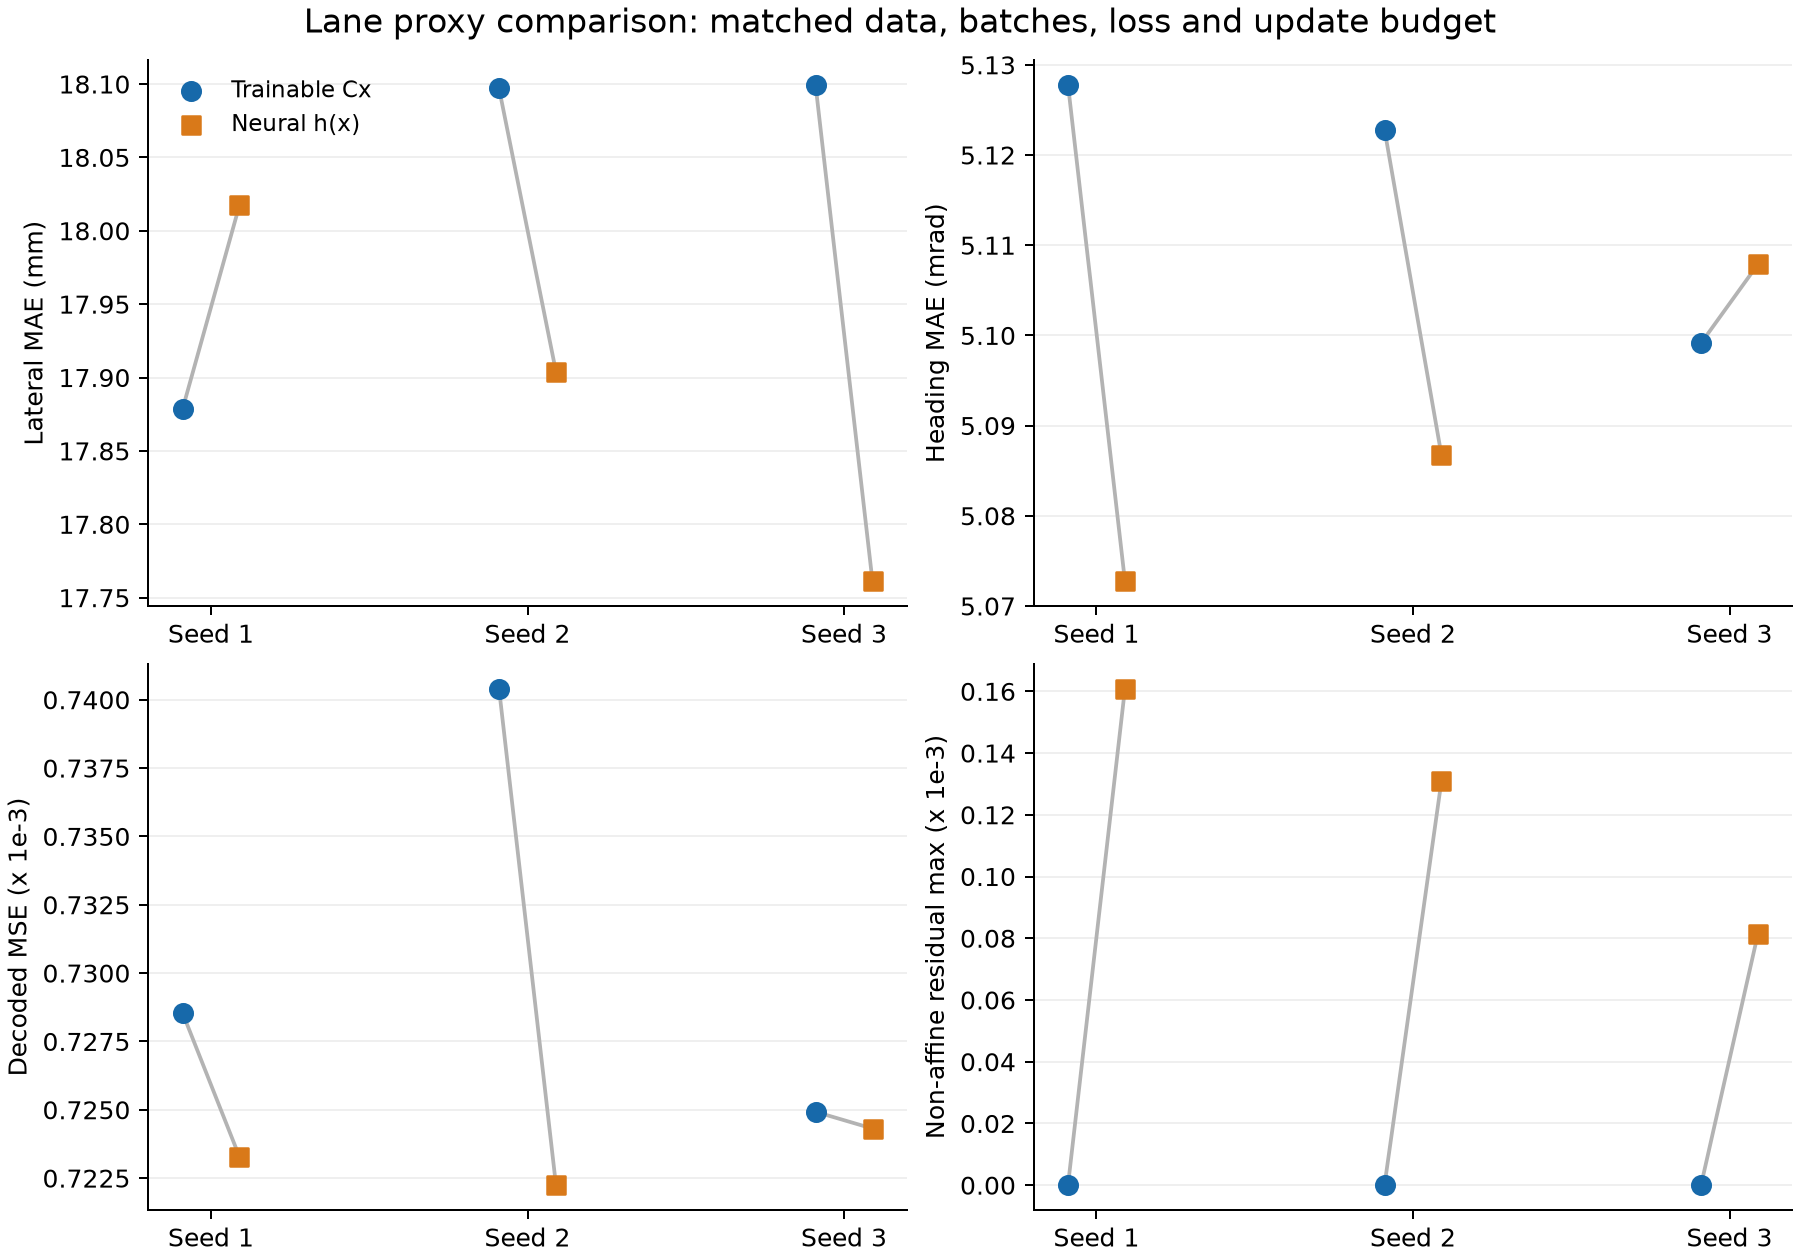 Lane proxy comparison: matched data, batches, loss and update budget
Lateral MAE (mm)
18.10
18.05
18.00
17.95
17.90
17.85
17.80
17.75
Trainable Cx
Neural h(x)
Seed 1
Seed 2
Seed 3
Heading MAE (mrad)
5.13
5.12
5.11
5.10
5.09
5.08
5.07
Seed 1
Seed 2
Seed 3
Decoded MSE (x 1e-3)
0.7400
0.7375
0.7350
0.7325
0.7300
0.7275
0.7250
0.7225
Seed 1
Seed 2
Seed 3
Non-affine residual max (x 1e-3)
0.16
0.14
0.12
0.10
0.08
0.06
0.04
0.02
0.00
Seed 1
Seed 2
Seed 3